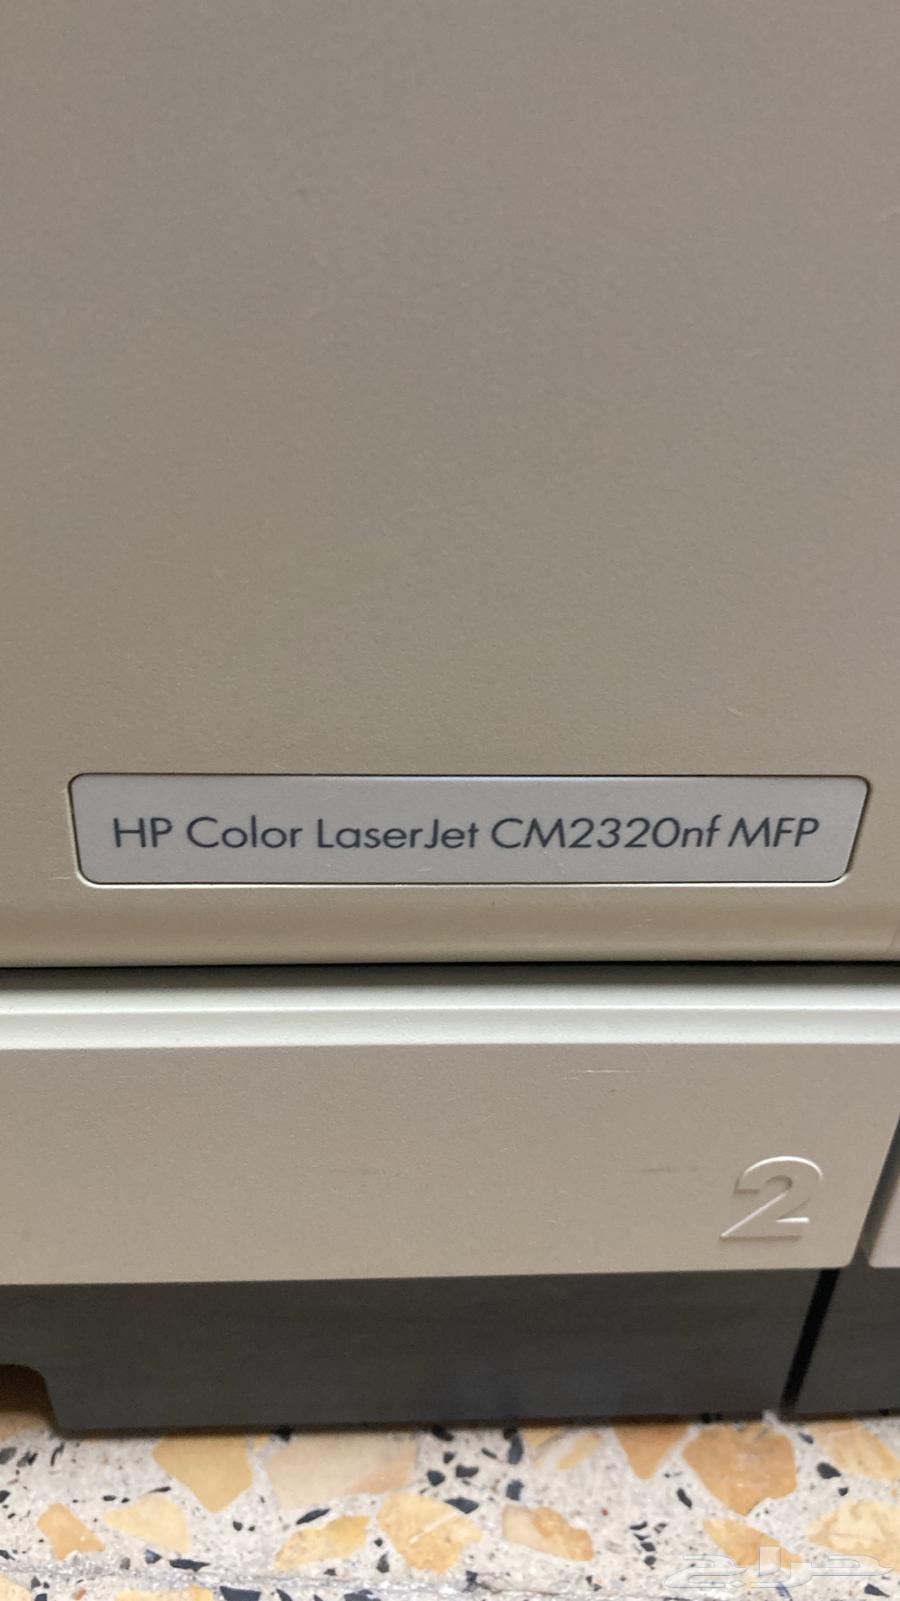 HP Color LaserJet CM2320nf MFP
2
حراج